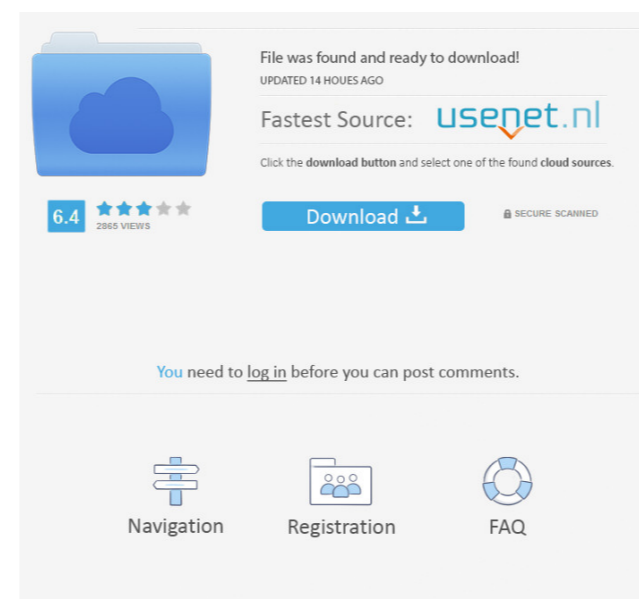 File was found and ready to download!
UPDATED 14 HOUES AGO
Fastest Source: usenet.nl
Click the download button and select one of the found cloud sources.
6.4
2865 VIEWS
Download
SECURE SCANNED
You need to log in before you can post comments.
Navigation
Registration
FAQ